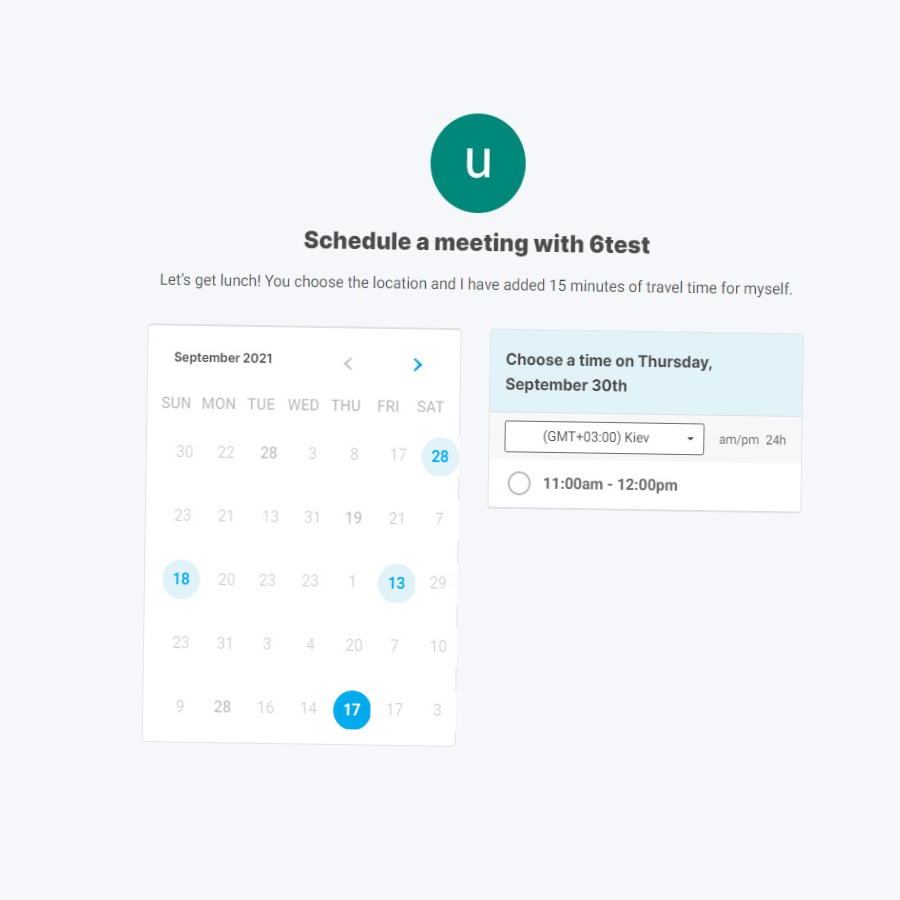 u
Schedule a meeting with 6test
Let's get lunch! You choose the location and I have added 15 minutes of travel time for myself.
September 2021
SUN MON TUE WED THU FRI SAT
30 22 28 3 8 17 28
23 21 13 31 19 21 7
18 20 23 23 1 13 29
23 31 3 4 20 7 10
9 28 16 14 17 17 3
Choose a time on Thursday,
September 30th
(GMT+03:00) Kiev am/pm 24h
11:00am - 12:00pm